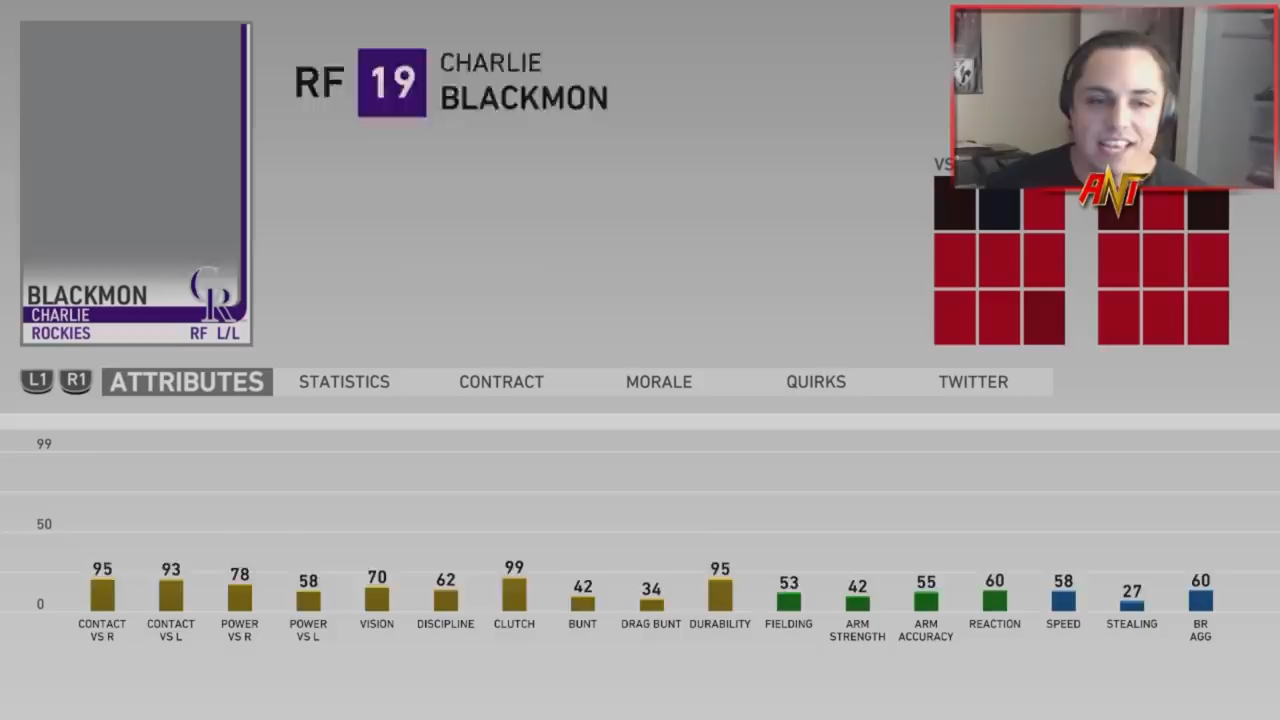 RF 19 CHARLIE
BLACKMON
VS
ANT
BLACKMON
CHARLIE
ROCKIES RF L/L
CR
L1 R1 ATTRIBUTES STATISTICS CONTRACT MORALE QUIRKS TWITTER
99
50
0
95 93 78 58 70 62 99 42 34 95 53 42 55 60 58 27 60
CONTACT VS R
CONTACT VS L
POWER VS R
POWER VS L
VISION
DISCIPLINE
CLUTCH
BUNT
DRAG BUNT
DURABILITY
FIELDING
ARM STRENGTH
ARM ACCURACY
REACTION
SPEED
STEALING
BR AGG